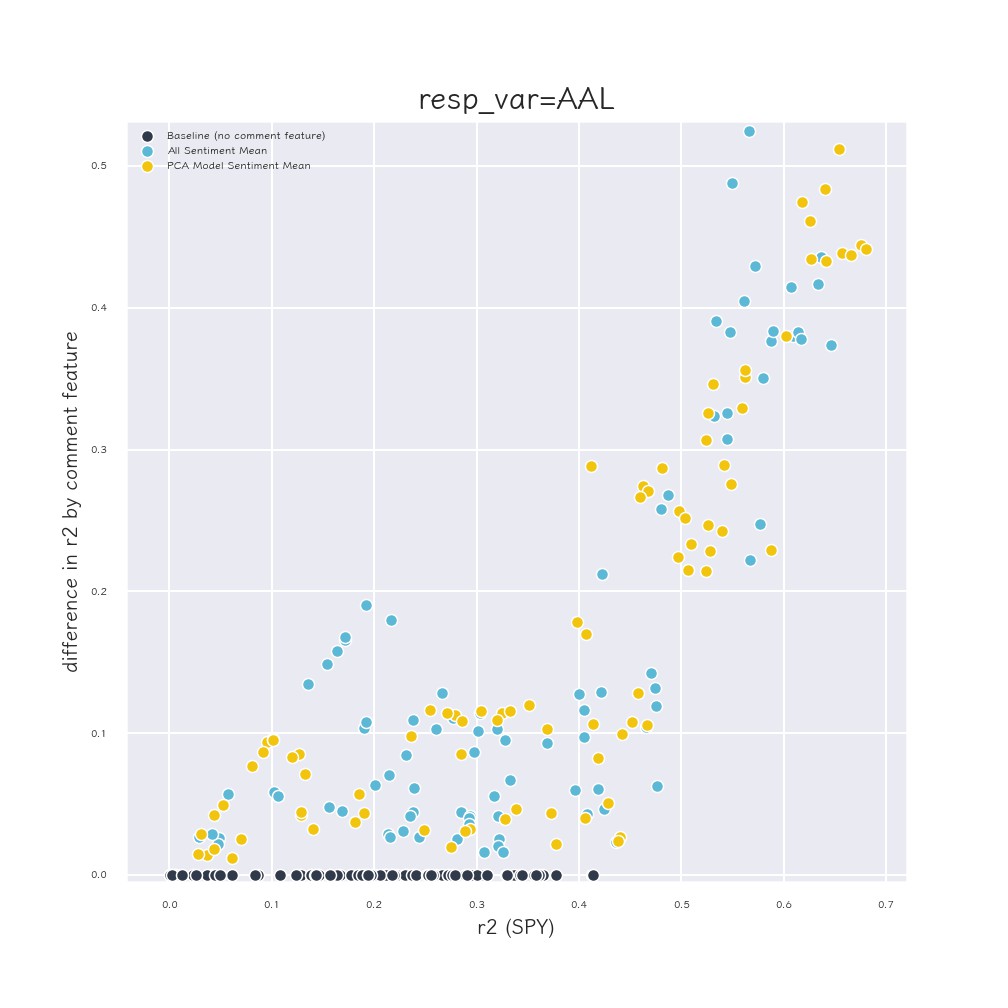 resp_var=AAL
Baseline (no comment feature)
All Sentiment Mean
PCA Model Sentiment Mean
difference in r2 by comment feature
0.5
0.4
0.3
0.2
0.1
0.0
0.0 0.1 0.2 0.3 0.4 0.5 0.6 0.7
r2 (SPY)